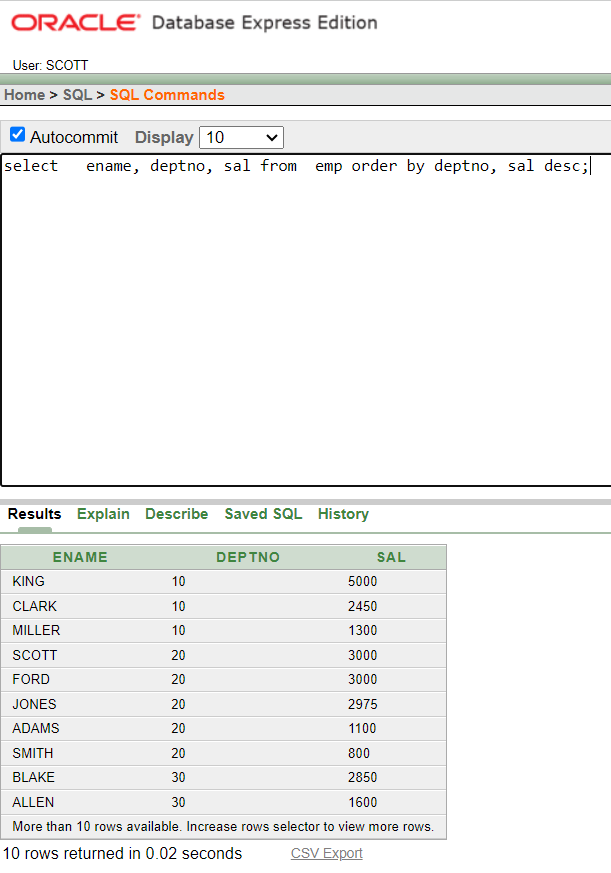 ORACLE® Database Express Edition
User: SCOTT
Home > SQL > SQL Commands
Autocommit Display 10
select   ename, deptno, sal from  emp order by deptno, sal desc;
Results Explain Describe Saved SQL History
ENAME DEPTNO SAL
KING 10 5000
CLARK 10 2450
MILLER 10 1300
SCOTT 20 3000
FORD 20 3000
JONES 20 2975
ADAMS 20 1100
SMITH 20 800
BLAKE 30 2850
ALLEN 30 1600
More than 10 rows available. Increase rows selector to view more rows.
10 rows returned in 0.02 seconds CSV Export